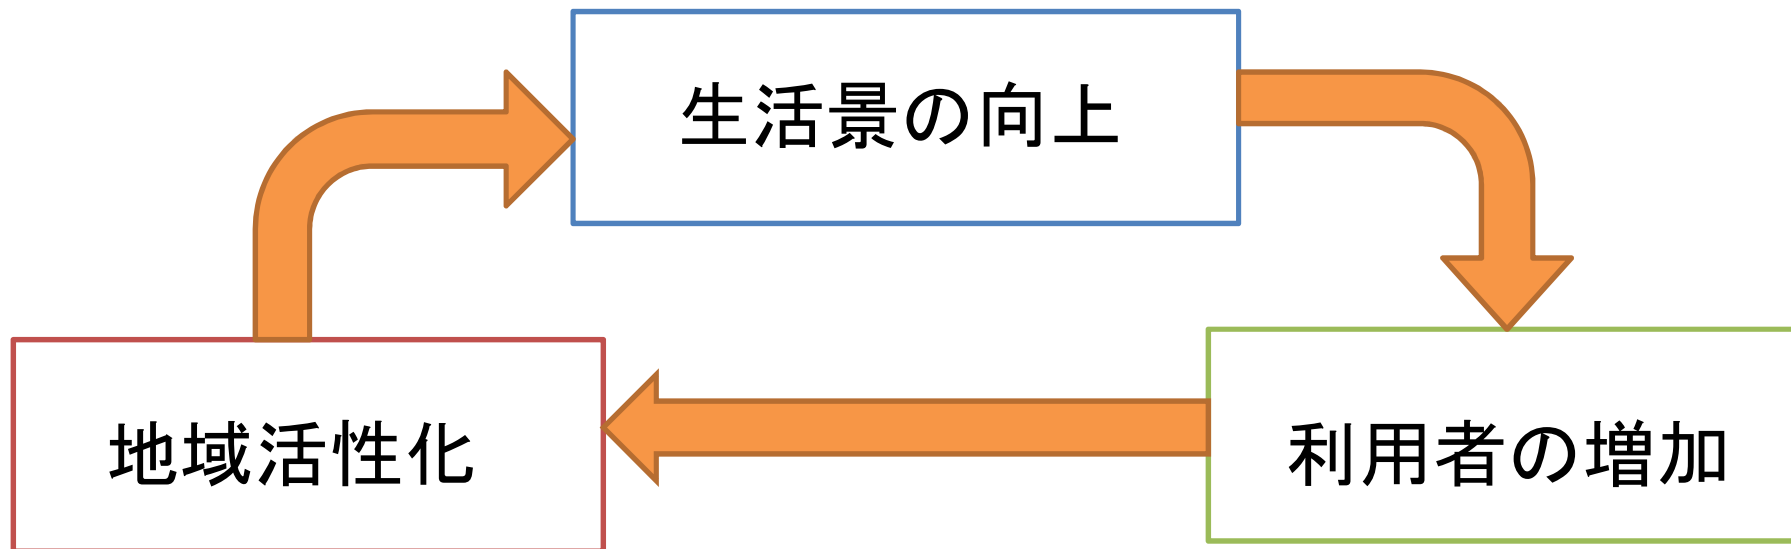 生活景の向上
地域活性化
利用者の増加